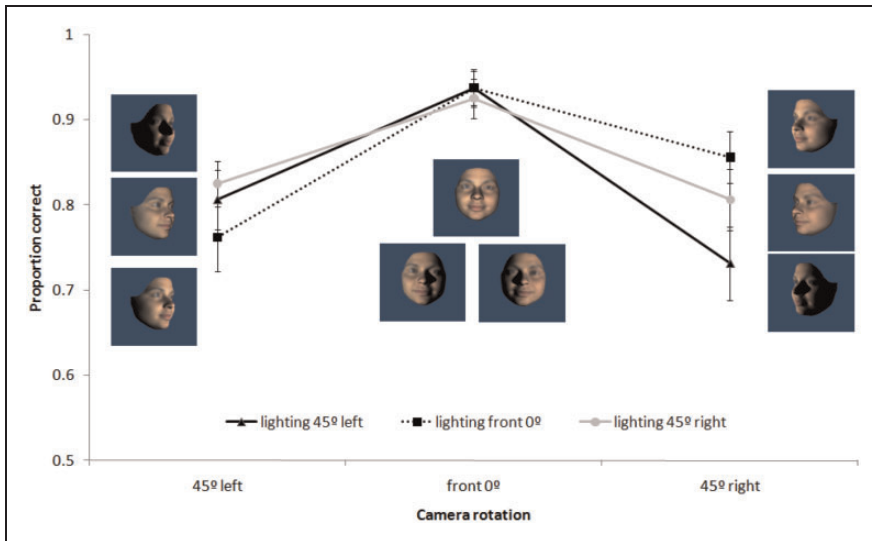 1
0.9
0.8
0.7
0.6
0.5
Proportion correct
lighting 45º left
lighting front 0º
lighting 45º right
45º left
front 0º
45º right
Camera rotation